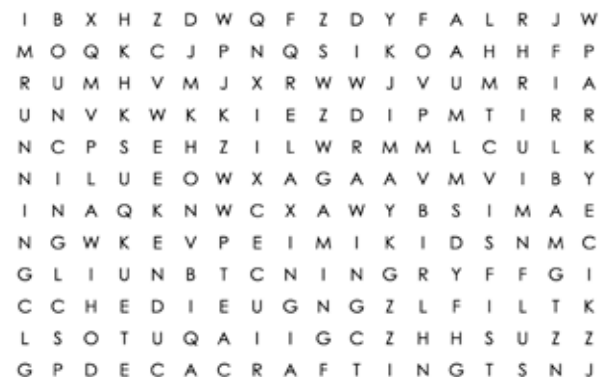 I B X H Z D W Q F Z D Y F A L R J W
M O Q K C J P N Q S I K O A H H F P
R U M H V M J X R W W J V U M R I A
U N V K W K K I E Z D I P M T I R R
N C P S E H Z I L W R M M L C U L K
N I L U E O W X A G A A V M V I B Y
I N A Q K N W C X A W Y B S I M A E
N G W K E V P E I M I K I D S N M C
G L I U N B T C N I N G R Y F F G I
C C H E D I E U G N G Z L F I L T K
L S O T U Q A I I G C Z H H S U Z Z
G P D E C A C R A F T I N G T S N J